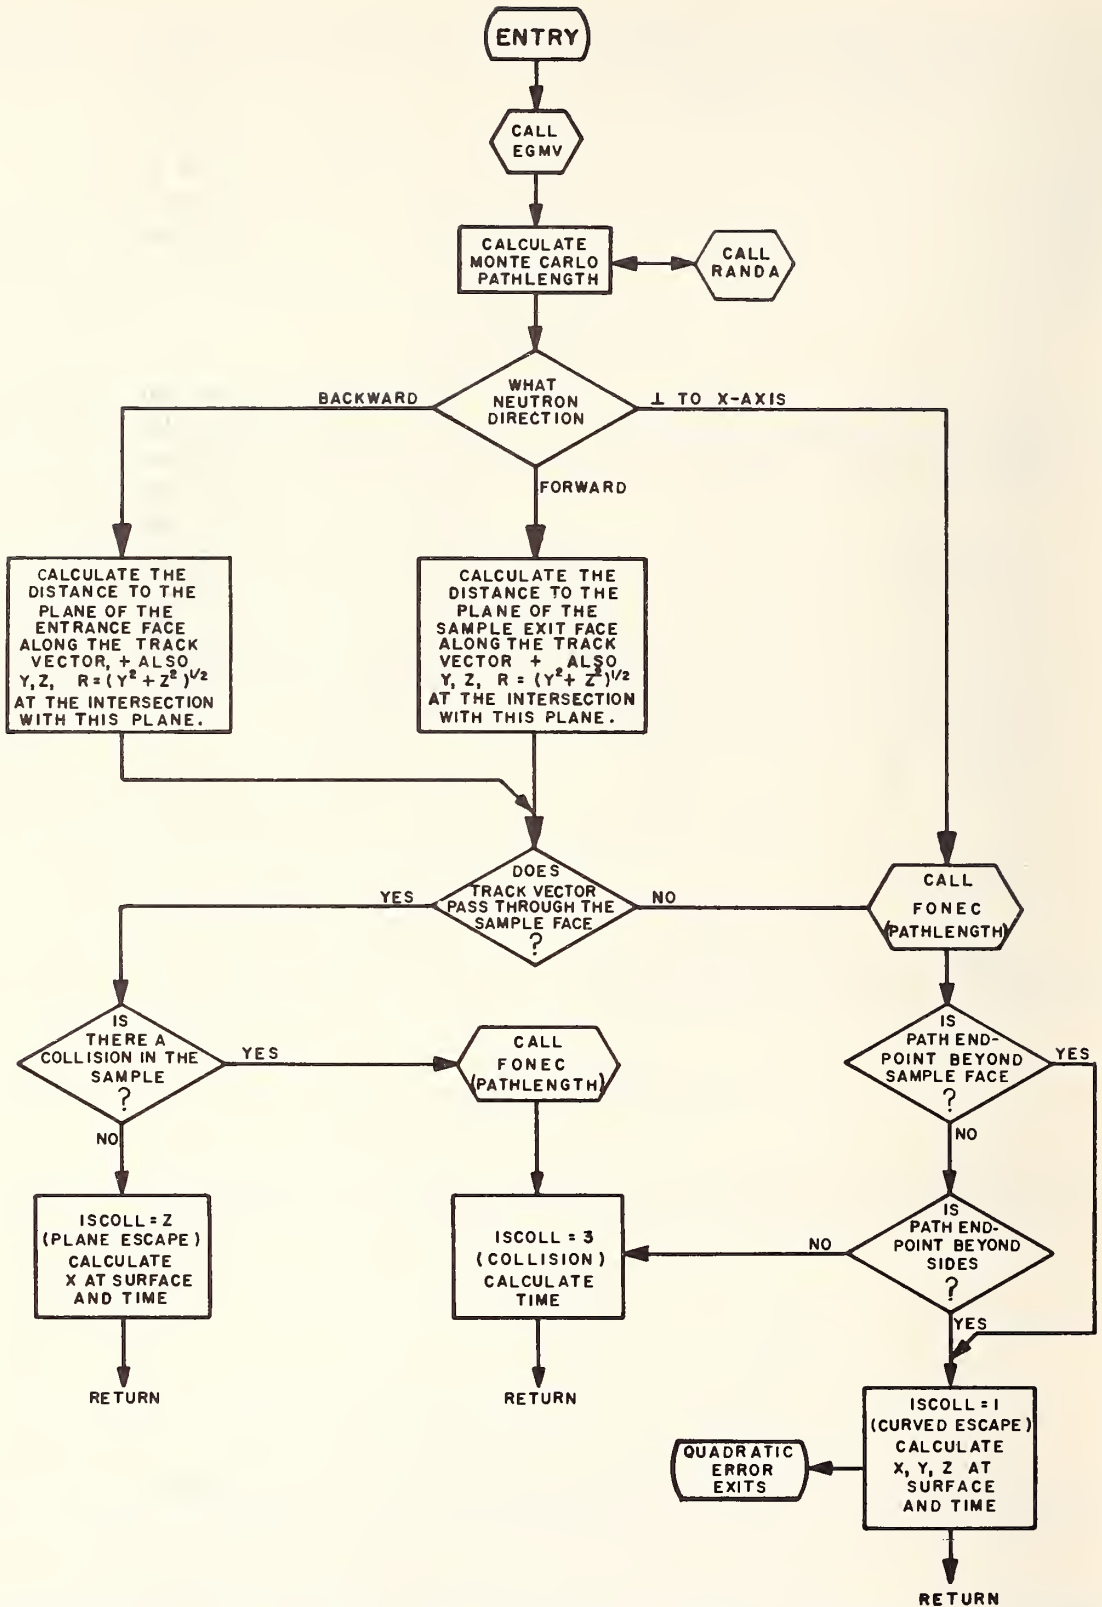 ENTRY
CALL
EGMV
CALCULATE
MONTE CARLO
PATHLENGTH
CALL
RANDA
WHAT
NEUTRON
DIRECTION
BACKWARD
⊥ TO X-AXIS
FORWARD
CALCULATE THE
DISTANCE TO THE
PLANE OF THE
ENTRANCE FACE
ALONG THE TRACK
VECTOR, + ALSO
Y, Z, R = (Y² + Z²)^1/2
AT THE INTERSECTION
WITH THIS PLANE.
CALCULATE THE
DISTANCE TO THE
PLANE OF THE
SAMPLE EXIT FACE
ALONG THE TRACK
VECTOR + ALSO
Y, Z, R = (Y² + Z²)^1/2
AT THE INTERSECTION
WITH THIS PLANE.
DOES
TRACK VECTOR
PASS THROUGH THE
SAMPLE FACE
?
YES
NO
CALL
FONEC
(PATHLENGTH)
IS
THERE A
COLLISION IN THE
SAMPLE
?
YES
NO
CALL
FONEC
(PATHLENGTH)
IS
PATH END-
POINT BEYOND
SAMPLE FACE
?
YES
NO
ISCOLL = Z
(PLANE ESCAPE)
CALCULATE
X AT SURFACE
AND TIME
RETURN
ISCOLL = 3
(COLLISION)
CALCULATE
TIME
RETURN
IS
PATH END-
POINT BEYOND
SIDES
?
NO
YES
ISCOLL = 1
(CURVED ESCAPE)
CALCULATE
X, Y, Z AT
SURFACE
AND TIME
QUADRATIC
ERROR
EXITS
RETURN